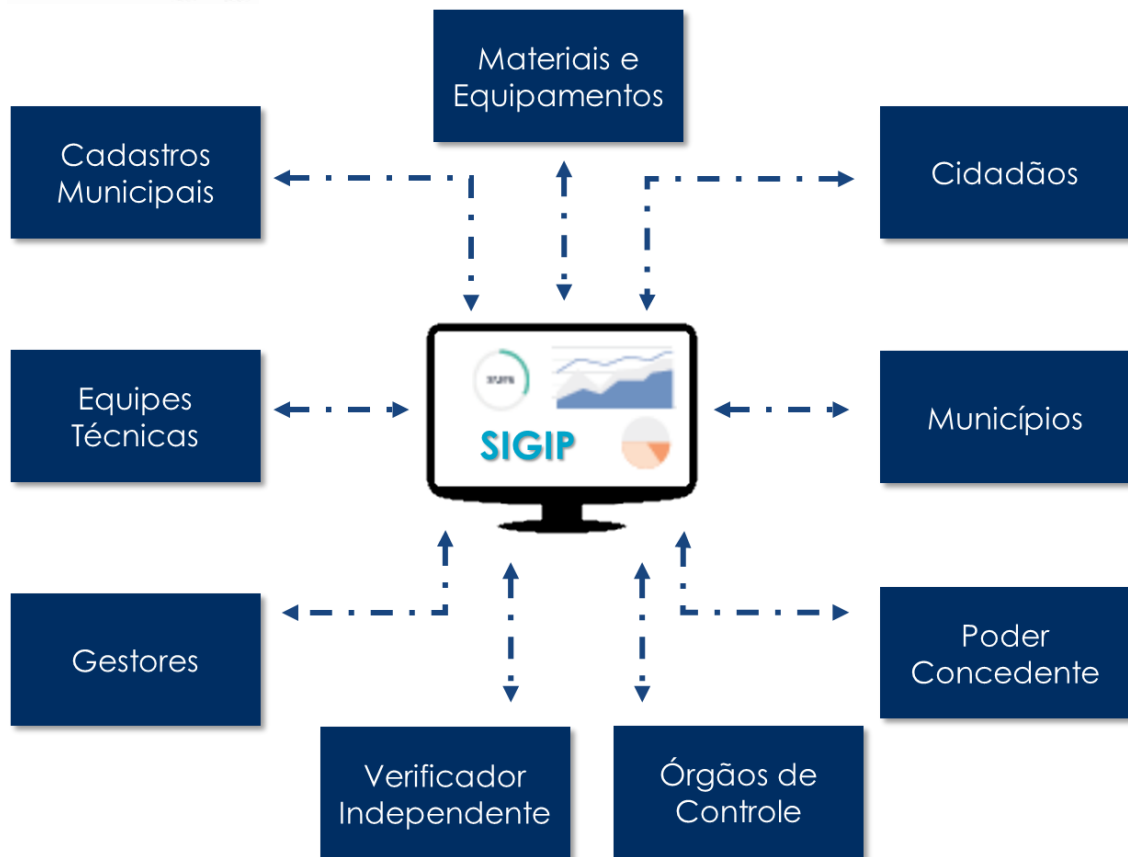 Materiais e
Equipamentos
Cadastros
Municipais
Cidadãos
Equipes
Técnicas
SIGIP
Municípios
Gestores
Poder
Concedente
Verificador
Independente
Órgãos de
Controle